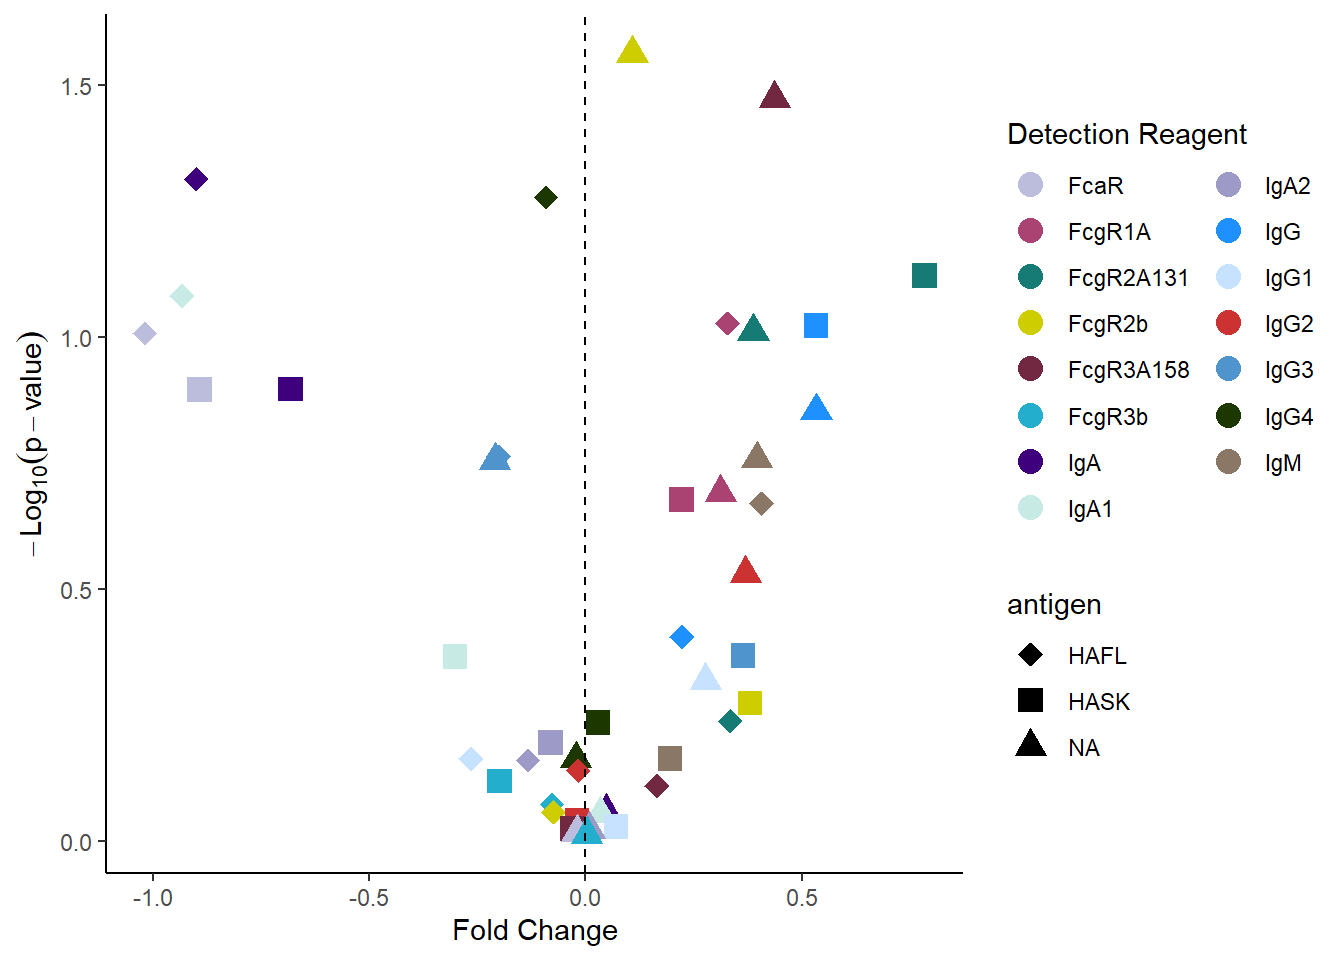 1.5
1.0
0.5
0.0
−Log10(p−value)
-1.0 -0.5 0.0 0.5
Fold Change
Detection Reagent
FcaR IgA2
FcgR1A IgG
FcgR2A131 IgG1
FcgR2b IgG2
FcgR3A158 IgG3
FcgR3b IgG4
IgA IgM
IgA1
antigen
HAFL
HASK
NA